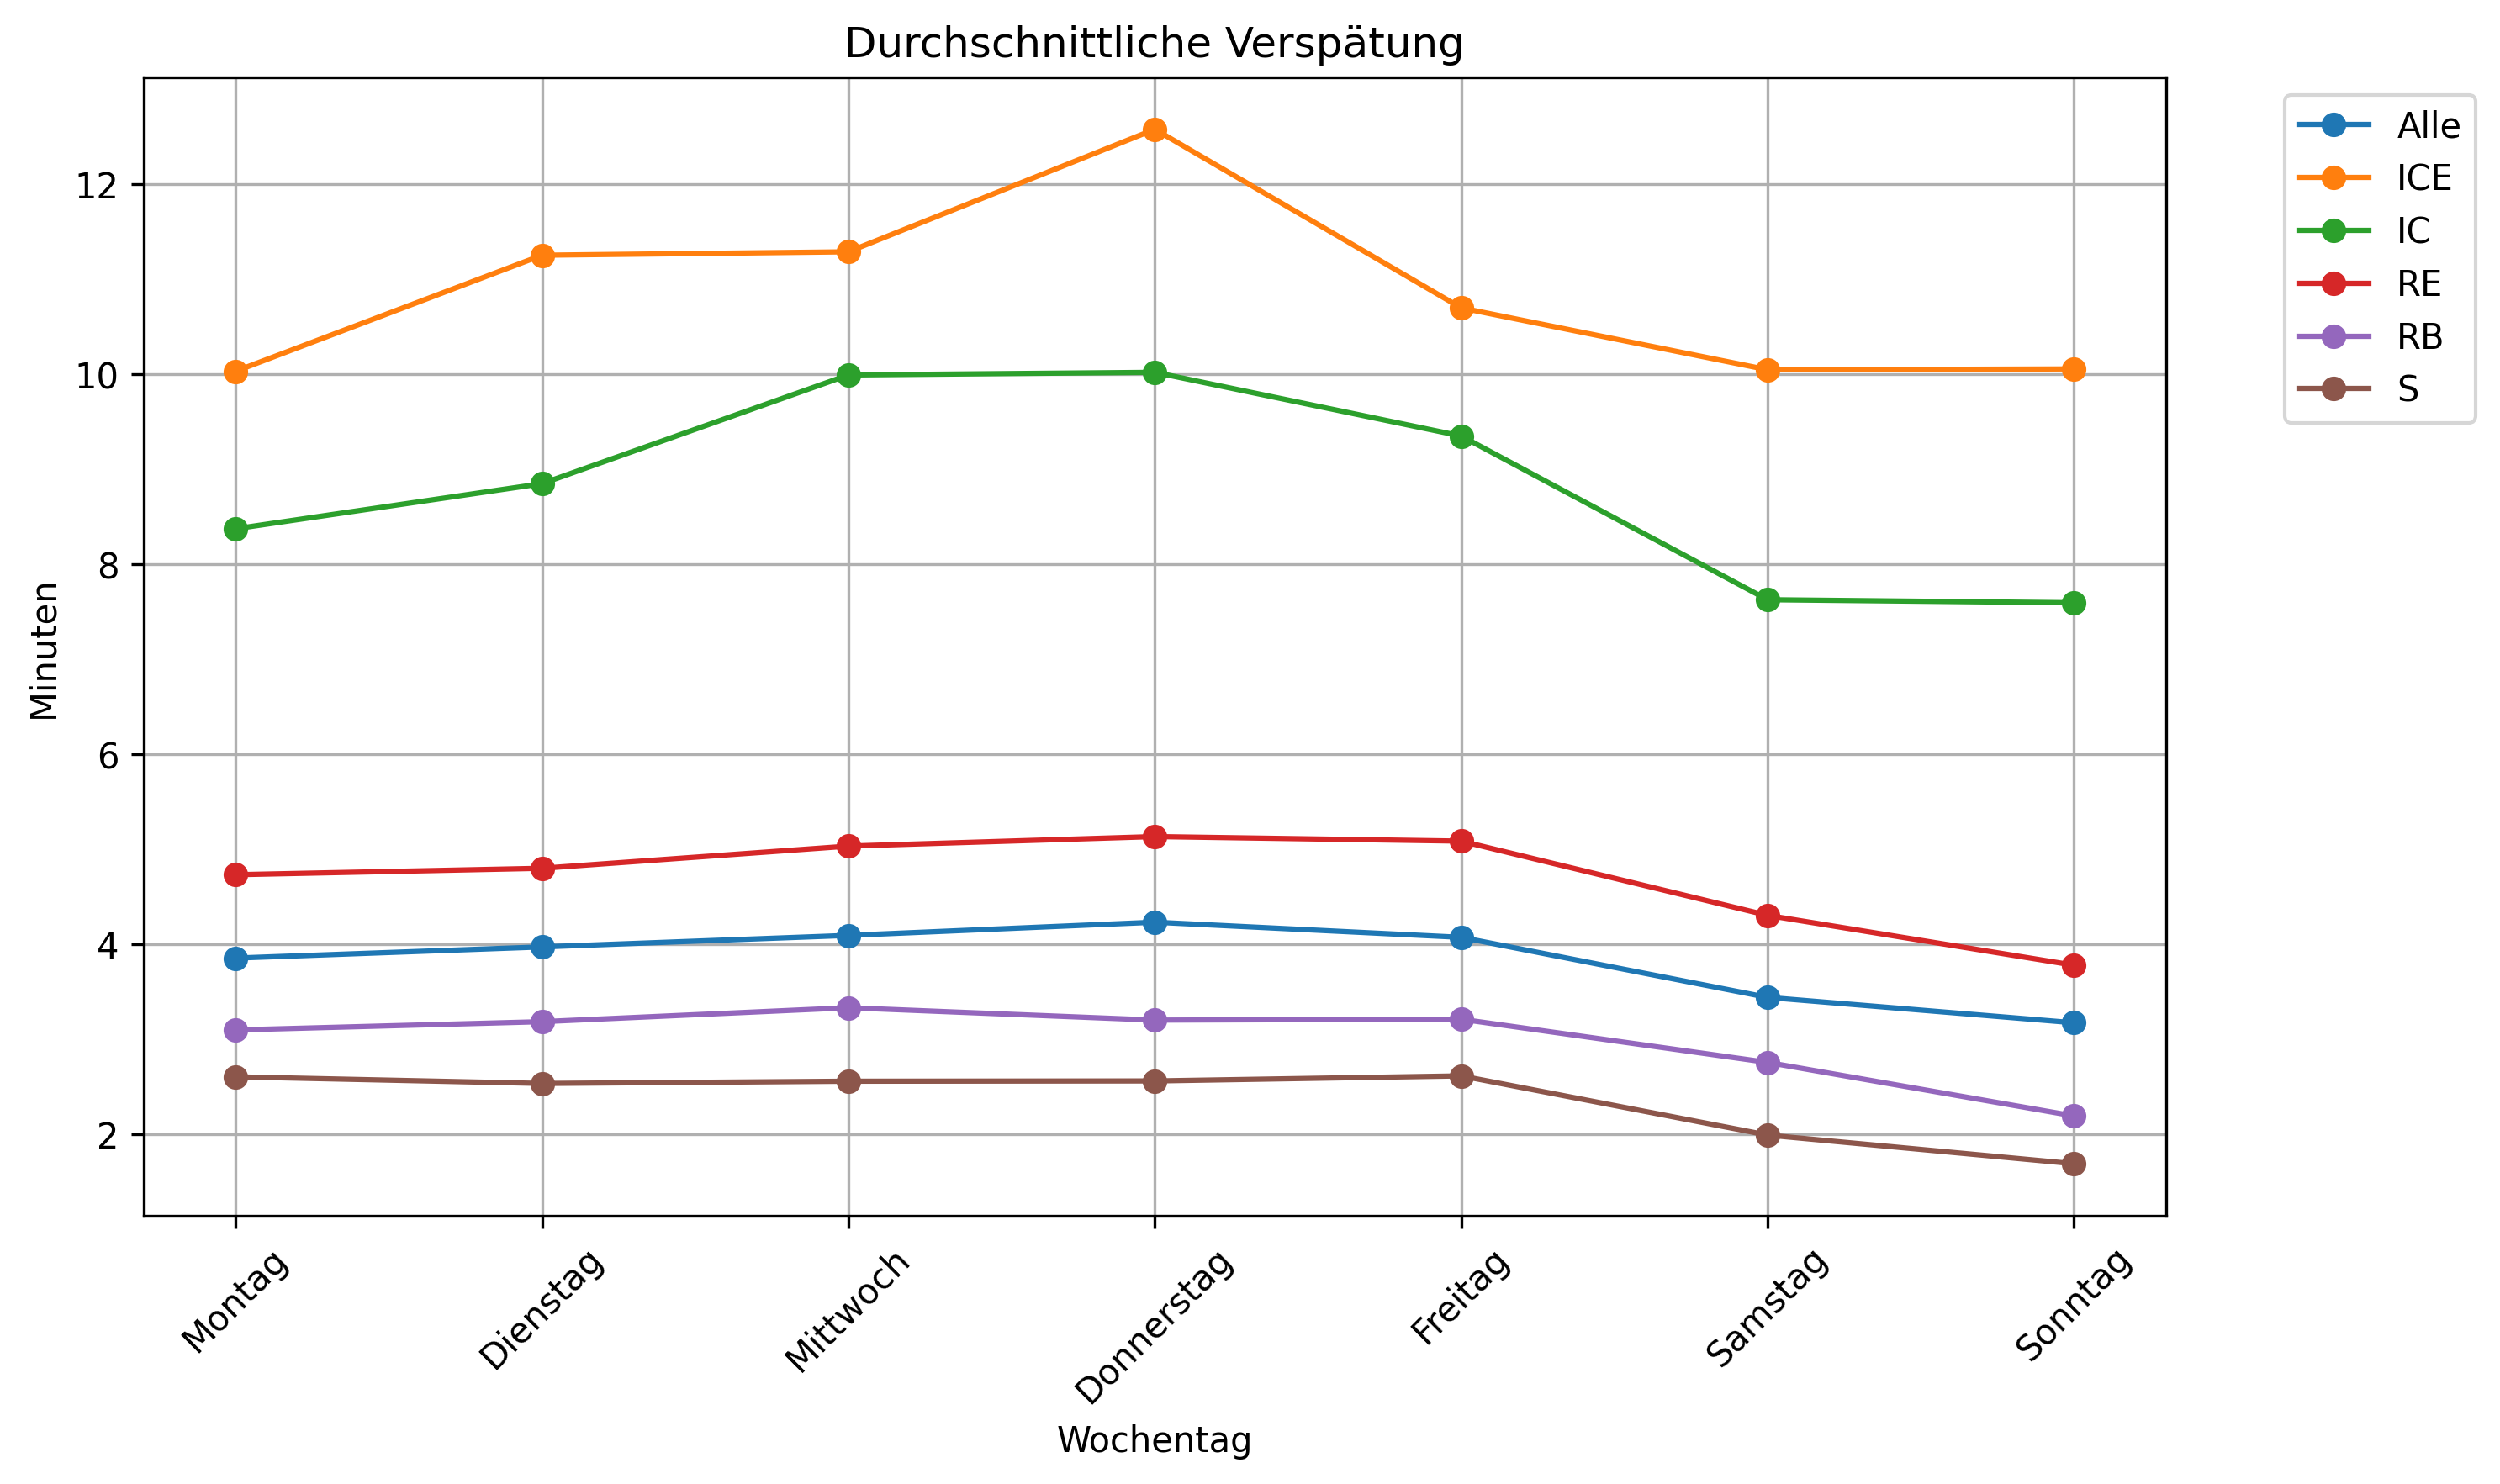 Durchschnittliche Verspätung
Minuten
12
10
8
6
4
2
Montag
Dienstag
Mittwoch
Donnerstag
Freitag
Samstag
Sonntag
Wochentag
Alle
ICE
IC
RE
RB
S